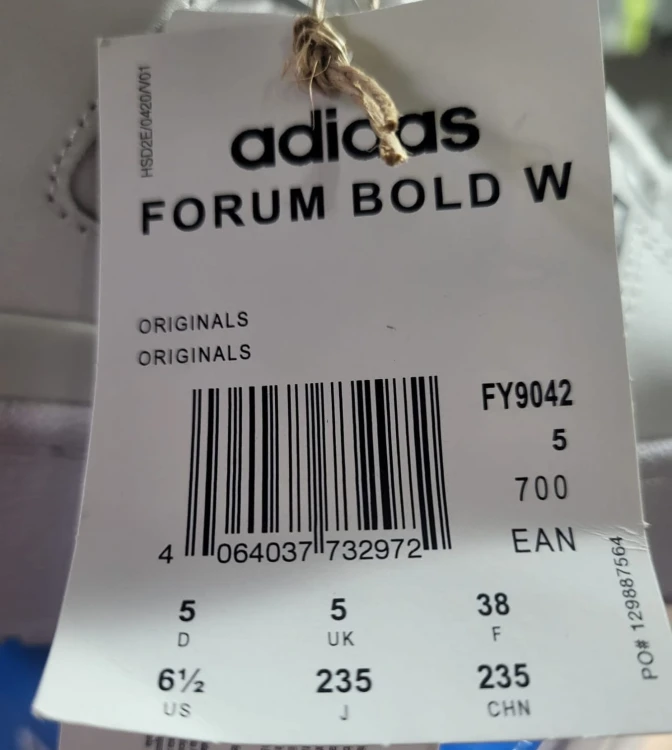 HSD2E/0420/V01
adidas
FORUM BOLD W
ORIGINALS
ORIGINALS
FY9042
5
700
EAN
4 064037 732972
5 5 38
D UK F
6½ 235 235
US J CHN
PO# 129887564